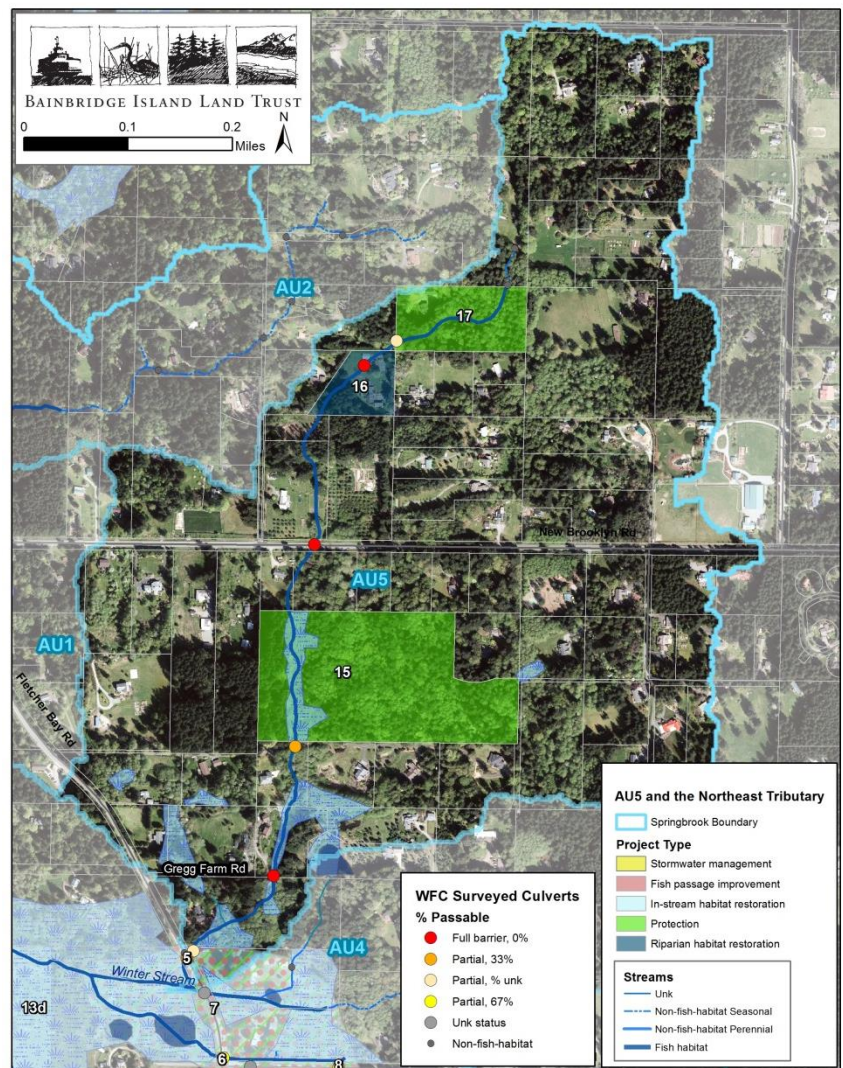 BAINBRIDGE ISLAND LAND TRUST
0 0.1 0.2
Miles
N
AU2
17
16
New Brooklyn Rd
AU5
AU1
15
Fletcher Bay Rd
Gregg Farm Rd
AU4
5
Winter Stream
7
13d
6
8
WFC Surveyed Culverts
% Passable
Full barrier, 0%
Partial, 33%
Partial, % unk
Partial, 67%
Unk status
Non-fish-habitat
AU5 and the Northeast Tributary
Springbrook Boundary
Project Type
Stormwater management
Fish passage improvement
In-stream habitat restoration
Protection
Riparian habitat restoration
Streams
Unk
Non-fish-habitat Seasonal
Non-fish-habitat Perennial
Fish habitat